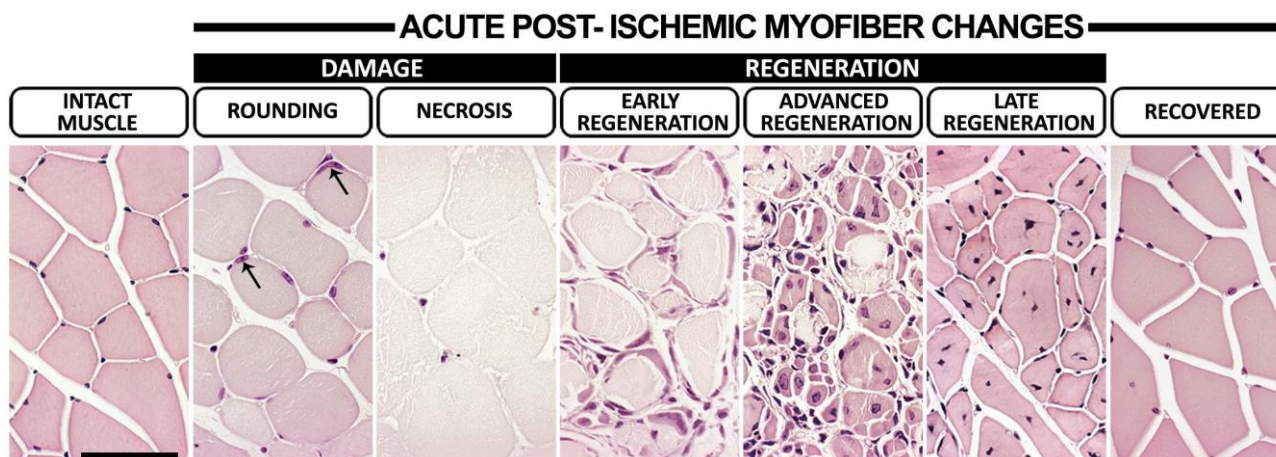 ACUTE POST- ISCHEMIC MYOFIBER CHANGES
DAMAGE
REGENERATION
INTACT
MUSCLE
ROUNDING
NECROSIS
EARLY
REGENERATION
ADVANCED
REGENERATION
LATE
REGENERATION
RECOVERED